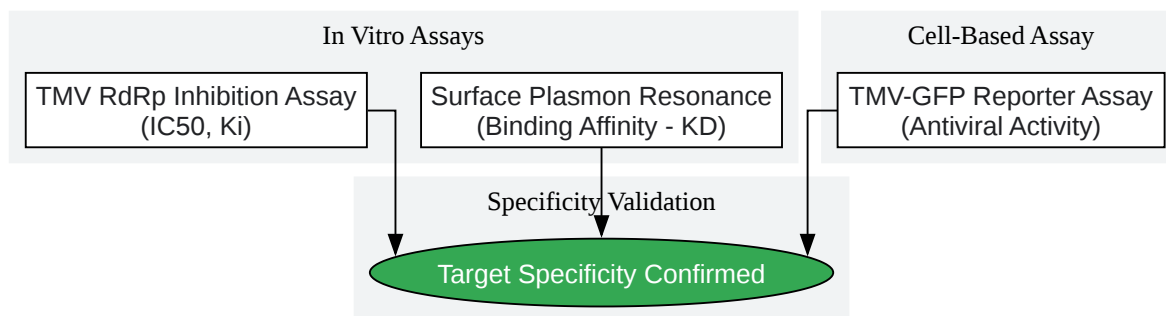 In Vitro Assays
TMV RdRp Inhibition Assay
(IC50, Ki)
Surface Plasmon Resonance
(Binding Affinity - KD)
Cell-Based Assay
TMV-GFP Reporter Assay
(Antiviral Activity)
Specificity Validation
Target Specificity Confirmed